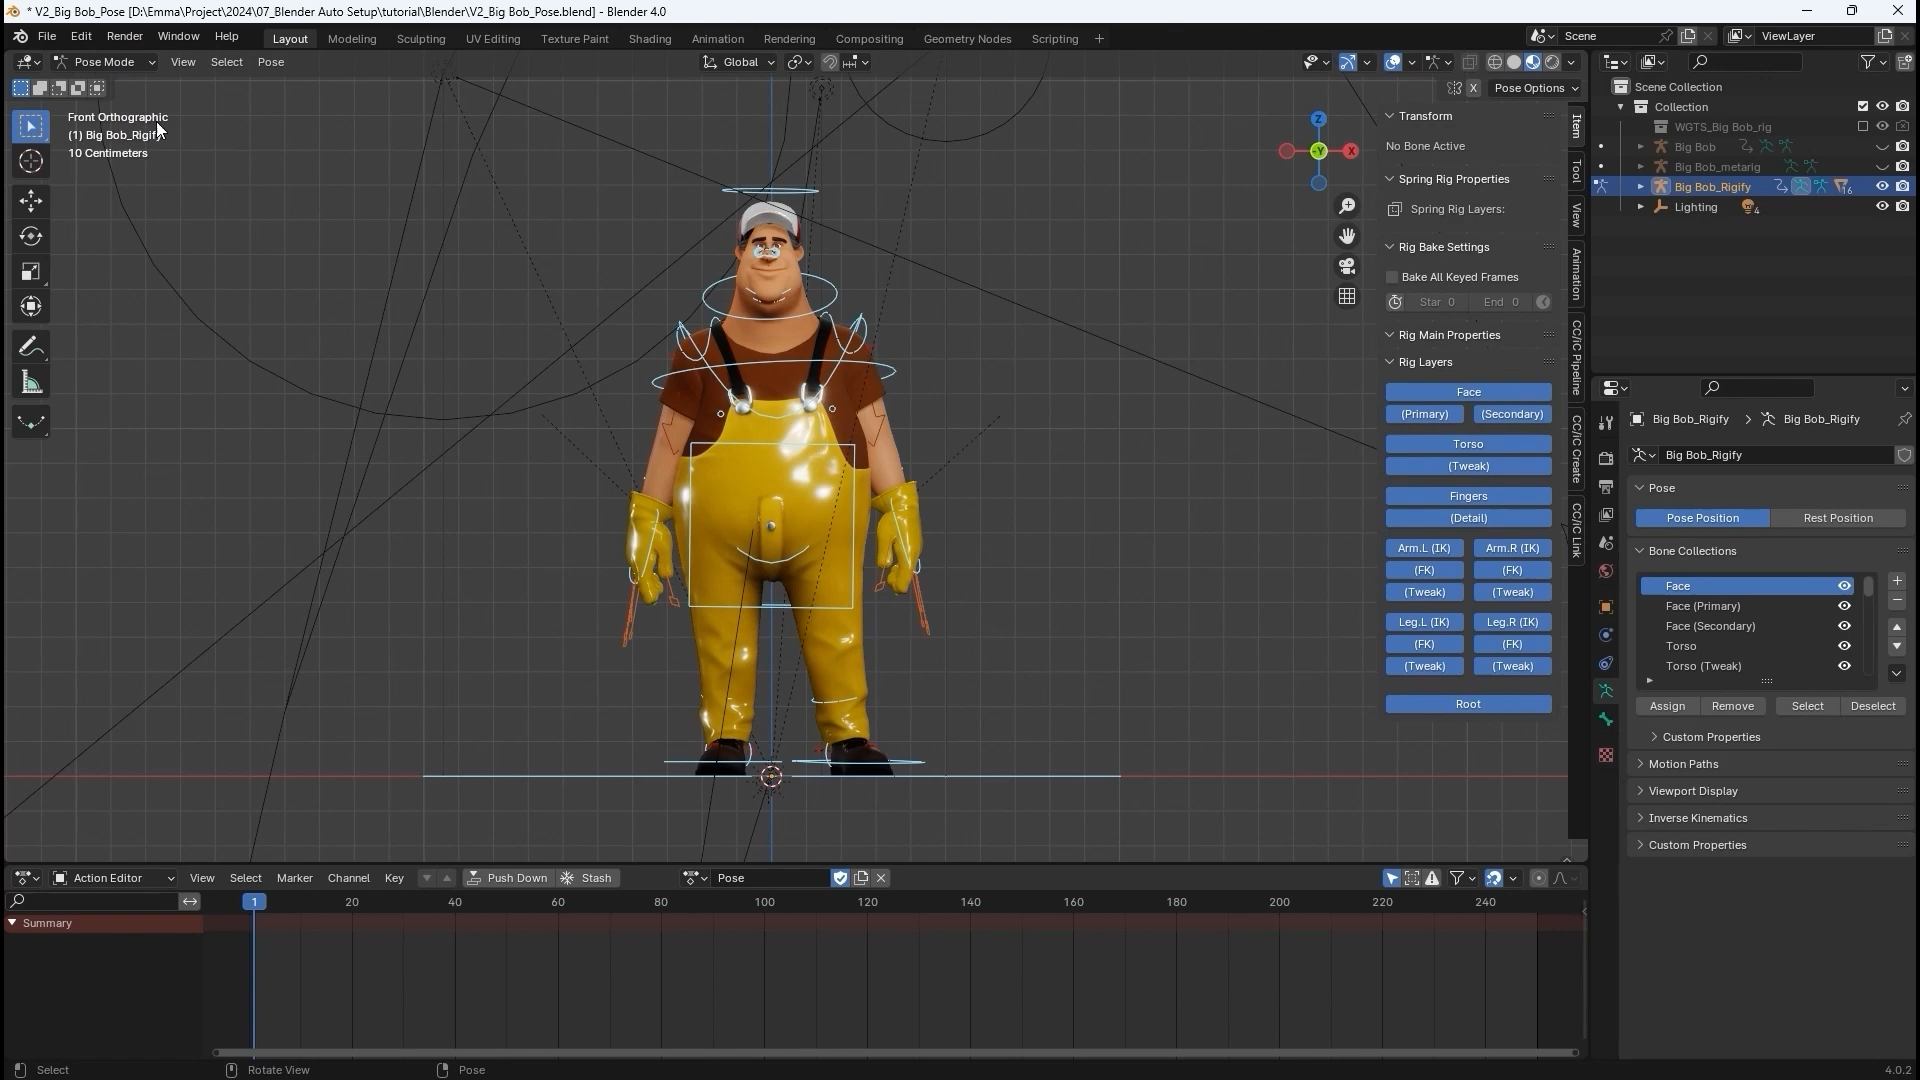 * V2_Big Bob_Pose [D:\Emma\Project\2024\07_Blender Auto Setup\tutorial\Blender\V2_Big Bob_Pose.blend] - Blender 4.0
File Edit Render Window Help Layout Modeling Sculpting UV Editing Texture Paint Shading Animation Rendering Compositing Geometry Nodes Scripting + Scene ViewLayer
Pose Mode View Select Pose Global
X Pose Options
Front Orthographic
(1) Big Bob_Rigify
10 Centimeters
Z
-Y
X
Transform
No Bone Active
Spring Rig Properties
Spring Rig Layers:
Rig Bake Settings
Bake All Keyed Frames
Star 0 End 0
Rig Main Properties
Rig Layers
Face
(Primary) (Secondary)
Torso
(Tweak)
Fingers
(Detail)
Arm.L (IK) Arm.R (IK)
(FK) (FK)
(Tweak) (Tweak)
Leg.L (IK) Leg.R (IK)
(FK) (FK)
(Tweak) (Tweak)
Root
Item
Tool
View
Animation
CC/iC Pipeline
CC/iC Create
CC/iC Link
Scene Collection
Collection
WGTS_Big Bob_rig
Big Bob
Big Bob_metarig
Big Bob_Rigify 16
Lighting 4
Big Bob_Rigify > Big Bob_Rigify
Big Bob_Rigify
Pose
Pose Position Rest Position
Bone Collections
Face
Face (Primary)
Face (Secondary)
Torso
Torso (Tweak)
Assign Remove Select Deselect
Custom Properties
Motion Paths
Viewport Display
Inverse Kinematics
Custom Properties
Action Editor View Select Marker Channel Key Push Down Stash Pose
1 20 40 60 80 100 120 140 160 180 200 220 240
Summary
Select Rotate View Pose 4.0.2